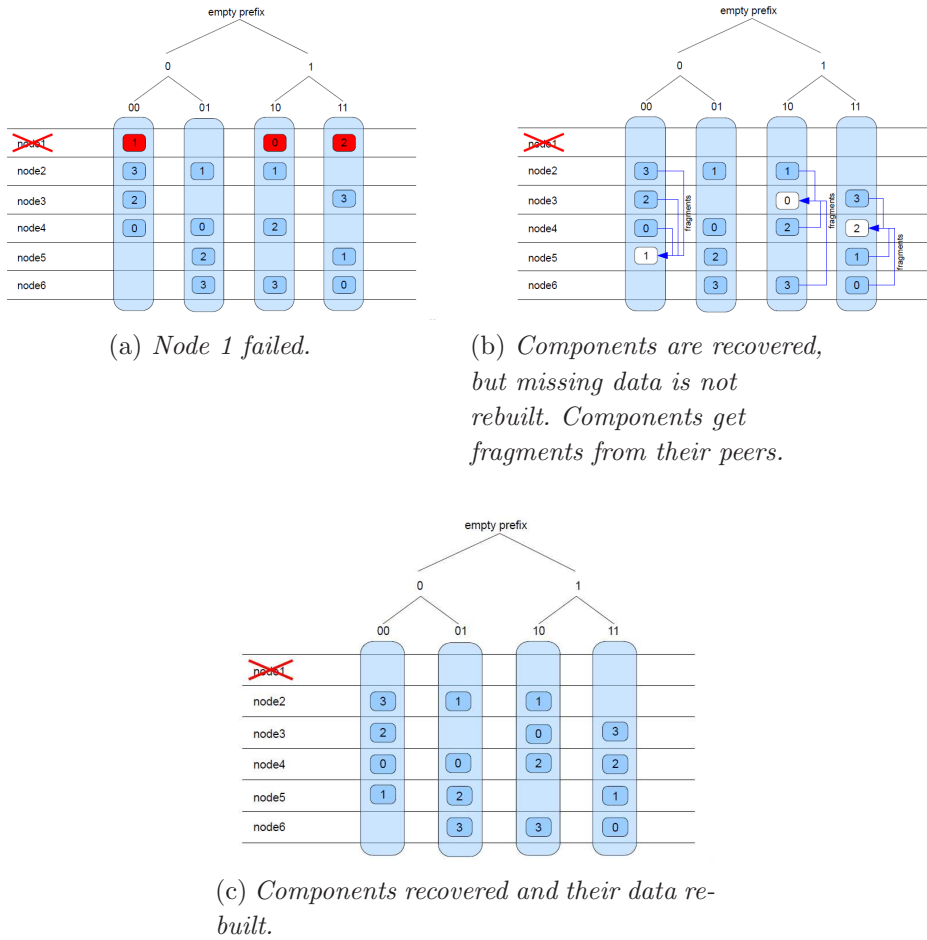 empty prefix
0 1
00 01 10 11
node1 1 0 2
node2 3 1 1
node3 2 3
node4 0 0 2
node5 2 1
node6 3 3 0
(a) Node 1 failed.
empty prefix
0 1
00 01 10 11
node1
node2 3 1 1
node3 2 0 3
node4 0 0 2 2
node5 1 2 1
node6 3 3 0
fragments
fragments
fragments
(b) Components are recovered,
but missing data is not
rebuilt. Components get
fragments from their peers.
empty prefix
0 1
00 01 10 11
node1
node2 3 1 1
node3 2 0 3
node4 0 0 2 2
node5 1 2 1
node6 3 3 0
(c) Components recovered and their data re-
built.